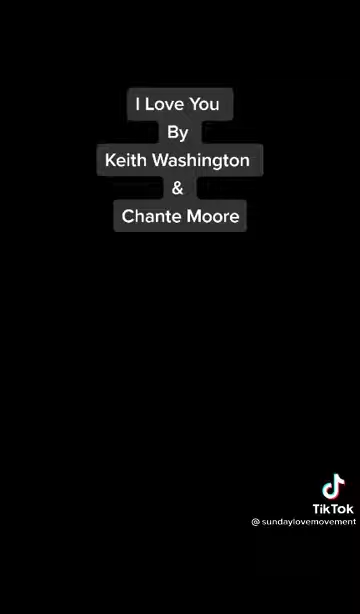 I Love You
By
Keith Washington
&
Chante Moore
TikTok
@sundaylovemovement